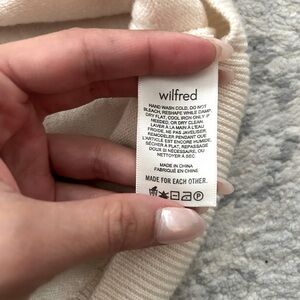 wilfred
HAND WASH COLD, DO NOT
BLEACH, RESHAPE WHILE DAMP,
DRY FLAT, COOL IRON ONLY IF
NEEDED, OR DRY CLEAN.
LAVER À LA MAIN À L'EAU
FROIDE, NE PAS JAVELISER,
REMODELER PENDANT QUE
L'ARTICLE EST ENCORE HUMIDE,
SÉCHER À PLAT, REPASSAGE
DOUX SI NÉCESSAIRE, OU
NETTOYER À SEC.
MADE IN CHINA
FABRIQUÉ EN CHINE
MADE FOR EACH OTHER.